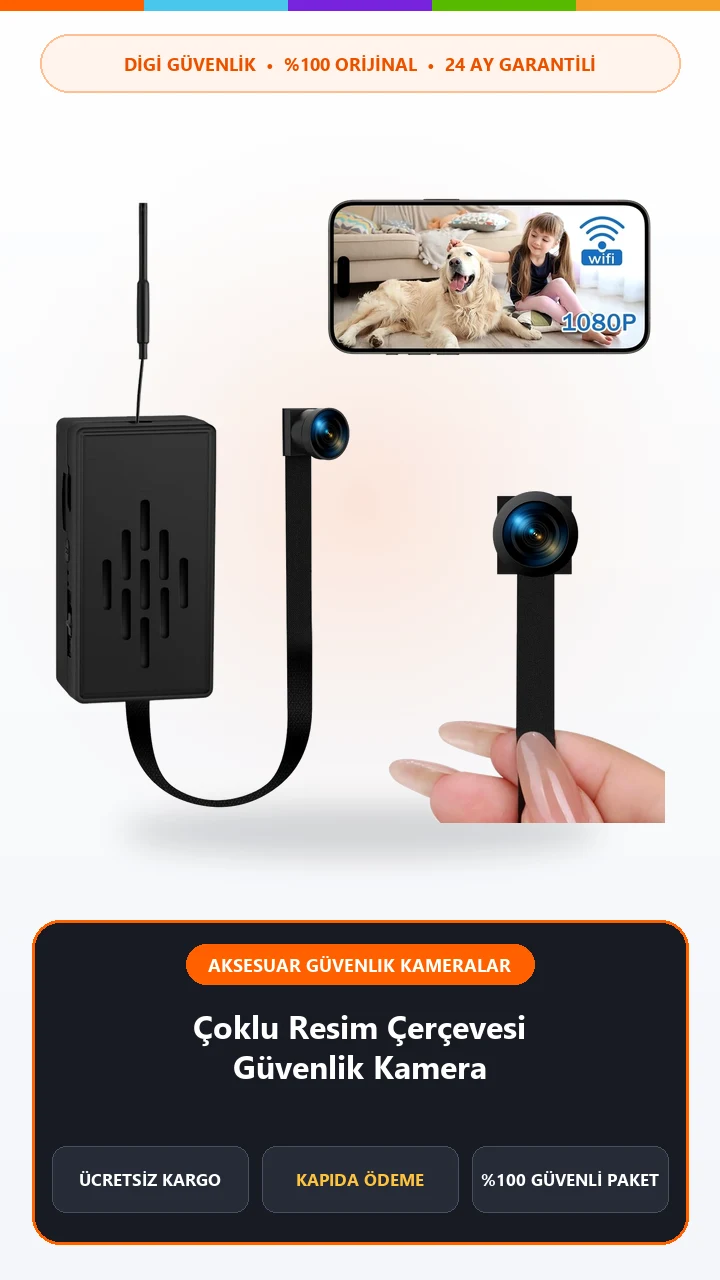 DİGİ GÜVENLİK • %100 ORİJİNAL • 24 AY GARANTİLİ
wifi
1080P
AKSESUAR GÜVENLIK KAMERALAR
Çoklu Resim Çerçevesi
Güvenlik Kamera
ÜCRETSİZ KARGO
KAPIDA ÖDEME
%100 GÜVENLİ PAKET